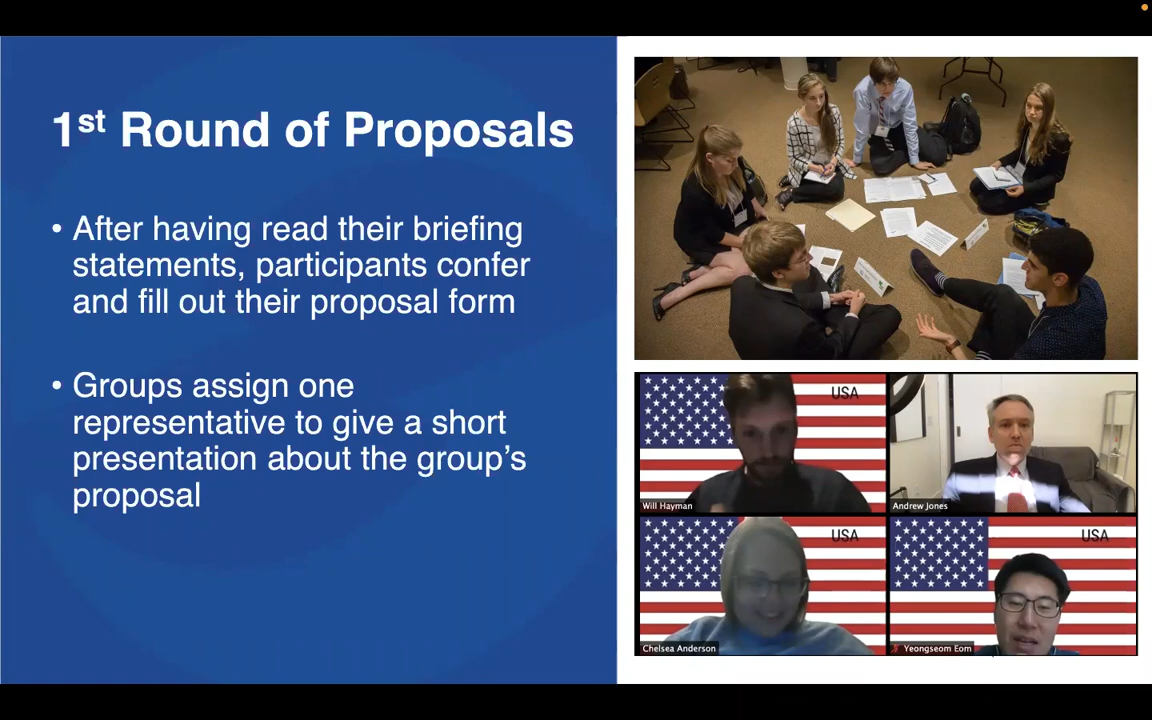 1st Round of Proposals
• After having read their briefing
statements, participants confer
and fill out their proposal form
• Groups assign one
representative to give a short
presentation about the group’s
proposal
USA
Will Hayman
Andrew Jones
USA
USA
Chelsea Anderson
Yeongseom Eom